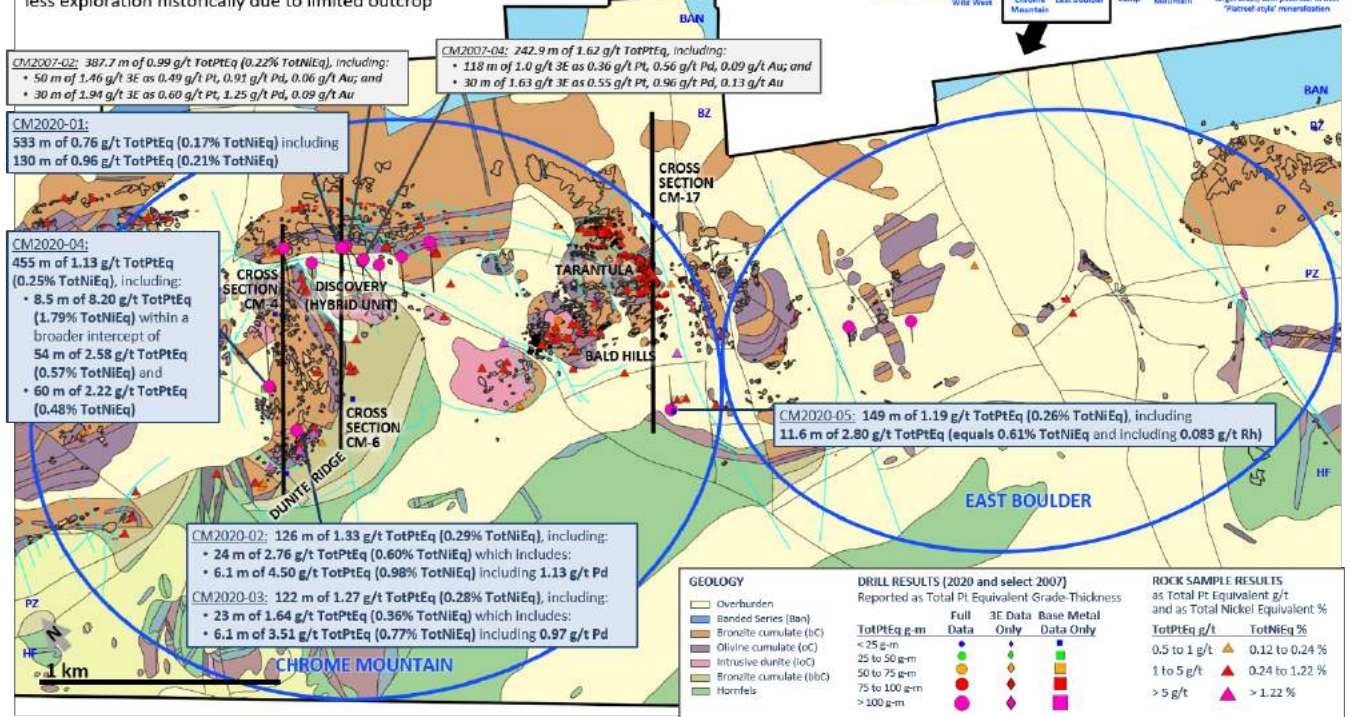 less exploration historically due to limited outcrop
Wild West
Chrome Mountain
East Boulder
Camp
Mountain
'Platreef-style' mineralization
BAN
CM2007-02: 387.7 m of 0.99 g/t TotPtEq (0.22% TotNiEq), including:
• 50 m of 1.46 g/t 3E as 0.49 g/t Pt, 0.91 g/t Pd, 0.06 g/t Au; and
• 30 m of 1.94 g/t 3E as 0.60 g/t Pt, 1.25 g/t Pd, 0.09 g/t Au
CM2007-04: 242.9 m of 1.62 g/t TotPtEq, including:
• 118 m of 1.0 g/t 3E as 0.36 g/t Pt, 0.56 g/t Pd, 0.09 g/t Au; and
• 30 m of 1.63 g/t 3E as 0.55 g/t Pt, 0.96 g/t Pd, 0.13 g/t Au
BAN
BZ
BZ
CM2020-01:
533 m of 0.76 g/t TotPtEq (0.17% TotNiEq) including
130 m of 0.96 g/t TotPtEq (0.21% TotNiEq)
CROSS
SECTION
CM-17
CM2020-04:
455 m of 1.13 g/t TotPtEq
(0.25% TotNiEq), including:
• 8.5 m of 8.20 g/t TotPtEq
(1.79% TotNiEq) within a
broader intercept of
54 m of 2.58 g/t TotPtEq
(0.57% TotNiEq) and
• 60 m of 2.22 g/t TotPtEq
(0.48% TotNiEq)
CROSS
SECTION
CM-4
DISCOVERY
(HYBRID UNIT)
TARANTULA
PZ
BALD HILLS
CROSS
SECTION
CM-6
DUNITE RIDGE
CM2020-05: 149 m of 1.19 g/t TotPtEq (0.26% TotNiEq), including
11.6 m of 2.80 g/t TotPtEq (equals 0.61% TotNiEq and including 0.083 g/t Rh)
HF
EAST BOULDER
CM2020-02: 126 m of 1.33 g/t TotPtEq (0.29% TotNiEq), including:
• 24 m of 2.76 g/t TotPtEq (0.60% TotNiEq) which includes:
• 6.1 m of 4.50 g/t TotPtEq (0.98% TotNiEq) including 1.13 g/t Pd
CM2020-03: 122 m of 1.27 g/t TotPtEq (0.28% TotNiEq), including:
• 23 m of 1.64 g/t TotPtEq (0.36% TotNiEq) which includes:
• 6.1 m of 3.51 g/t TotPtEq (0.77% TotNiEq) including 0.97 g/t Pd
PZ
N
HF
1 km
CHROME MOUNTAIN
GEOLOGY
Overburden
Banded Series (Ban)
Bronzite cumulate (bC)
Olivine cumulate (oC)
Intrusive dunite (ioC)
Bronzite cumulate (bbC)
Hornfels
DRILL RESULTS (2020 and select 2007)
Reported as Total Pt Equivalent Grade-Thickness
TotPtEq g-m
Full Data
3E Data Only
Base Metal Data Only
< 25 g-m
25 to 50 g-m
50 to 75 g-m
75 to 100 g-m
> 100 g-m
ROCK SAMPLE RESULTS
as Total Pt Equivalent g/t
and as Total Nickel Equivalent %
TotPtEq g/t TotNiEq %
0.5 to 1 g/t 0.12 to 0.24 %
1 to 5 g/t 0.24 to 1.22 %
> 5 g/t > 1.22 %